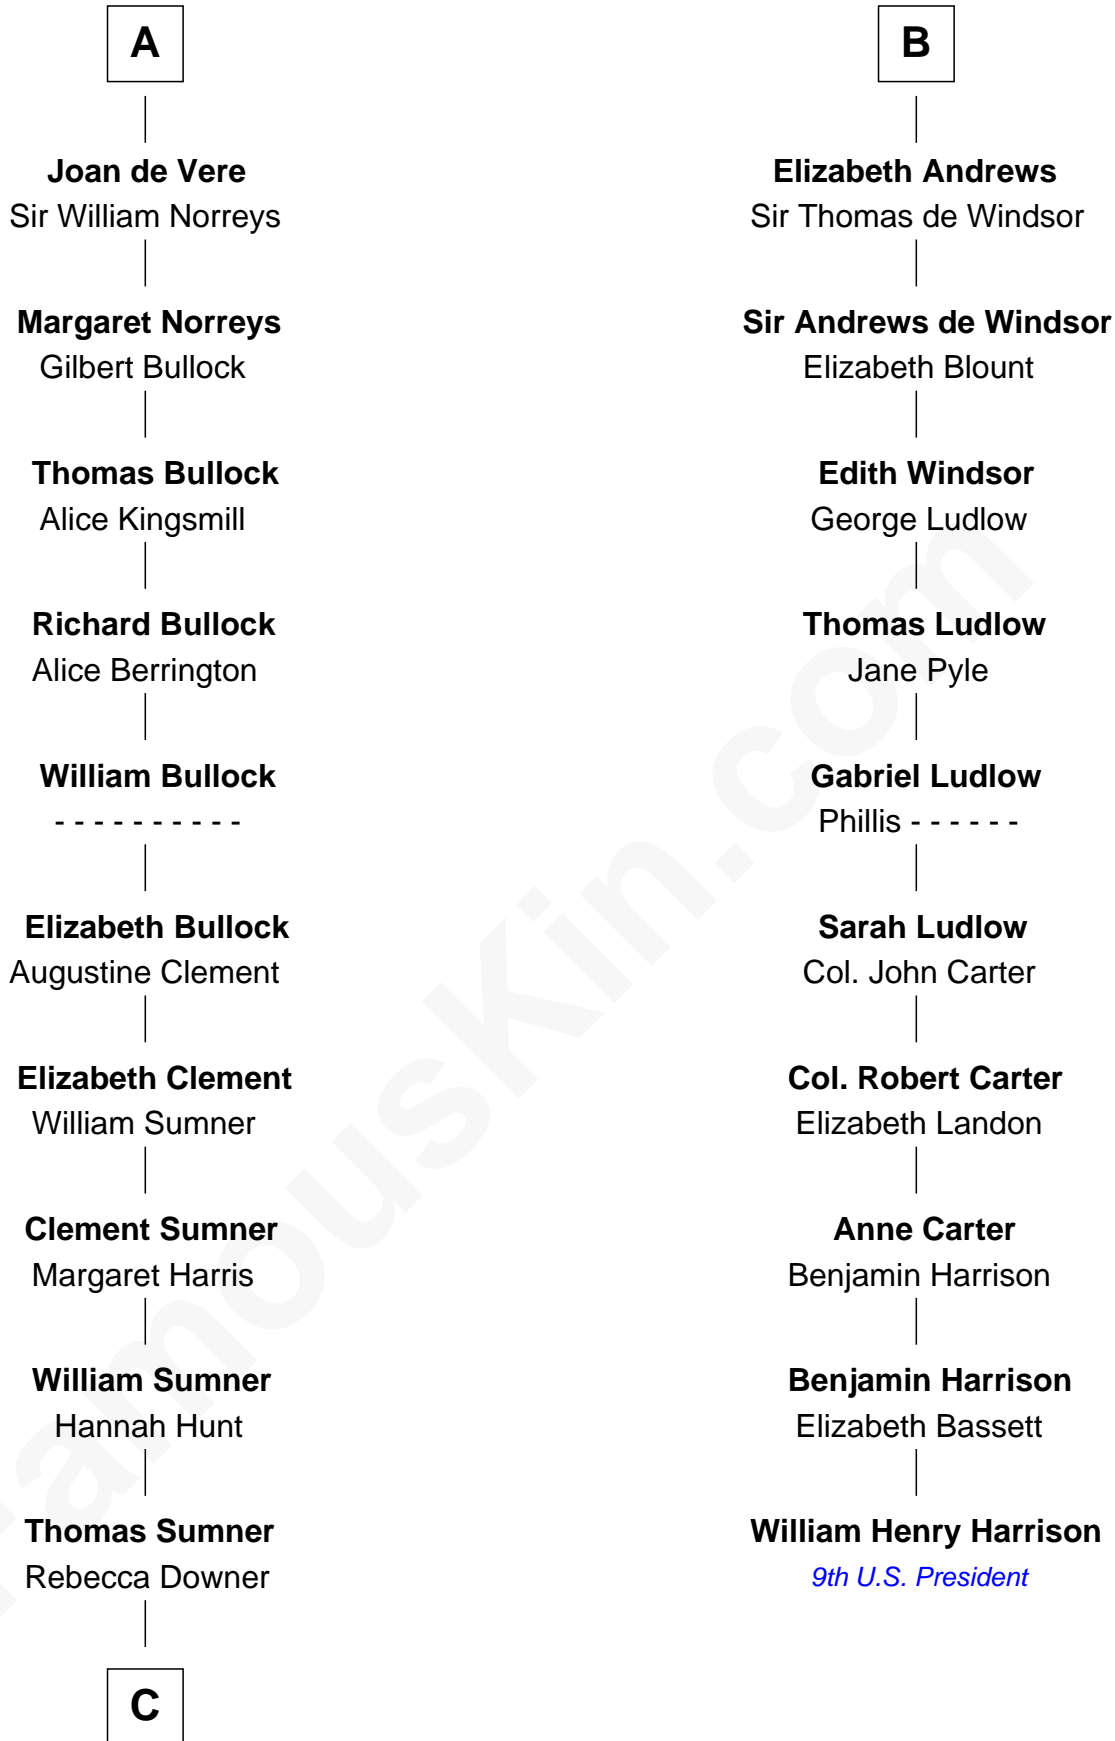 A
Joan de Vere
Sir William Norreys
Margaret Norreys
Gilbert Bullock
Thomas Bullock
Alice Kingsmill
Richard Bullock
Alice Berrington
William Bullock
- - - - - - - - - -
Elizabeth Bullock
Augustine Clement
Elizabeth Clement
William Sumner
Clement Sumner
Margaret Harris
William Sumner
Hannah Hunt
Thomas Sumner
Rebecca Downer
C
B
Elizabeth Andrews
Sir Thomas de Windsor
Sir Andrews de Windsor
Elizabeth Blount
Edith Windsor
George Ludlow
Thomas Ludlow
Jane Pyle
Gabriel Ludlow
Phillis - - - - - -
Sarah Ludlow
Col. John Carter
Col. Robert Carter
Elizabeth Landon
Anne Carter
Benjamin Harrison
Benjamin Harrison
Elizabeth Bassett
William Henry Harrison
9th U.S. President
FamousKin.com